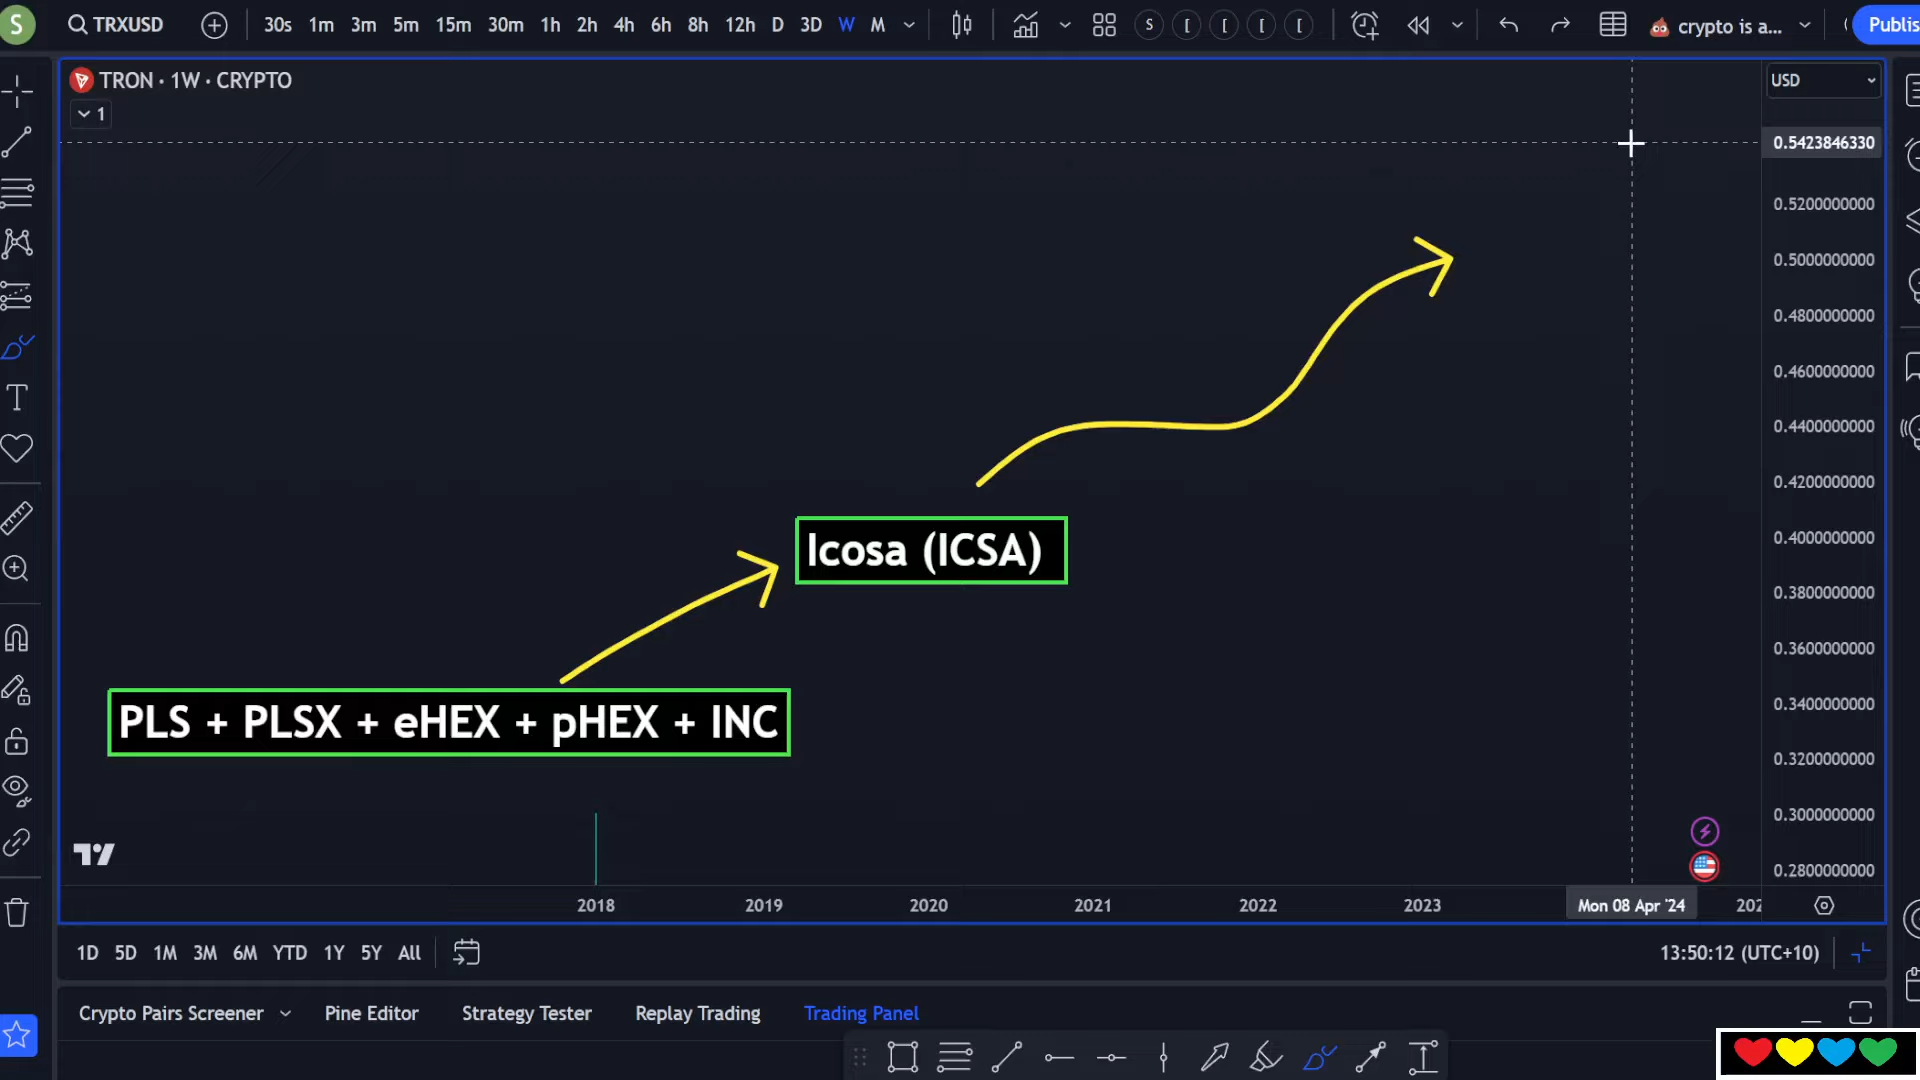 S TRXUSD 30s 1m 3m 5m 15m 30m 1h 2h 4h 6h 8h 12h D 3D W M S [ [ [ [ crypto is a... Publis
TRON · 1W · CRYPTO
USD
1
0.5423846330
0.5200000000
0.5000000000
0.4800000000
0.4600000000
0.4400000000
0.4200000000
0.4000000000
0.3800000000
0.3600000000
0.3400000000
0.3200000000
0.3000000000
0.2800000000
Icosa (ICSA)
PLS + PLSX + eHEX + pHEX + INC
2018 2019 2020 2021 2022 2023 Mon 08 Apr '24 202
1D 5D 1M 3M 6M YTD 1Y 5Y All 13:50:12 (UTC+10)
Crypto Pairs Screener Pine Editor Strategy Tester Replay Trading Trading Panel